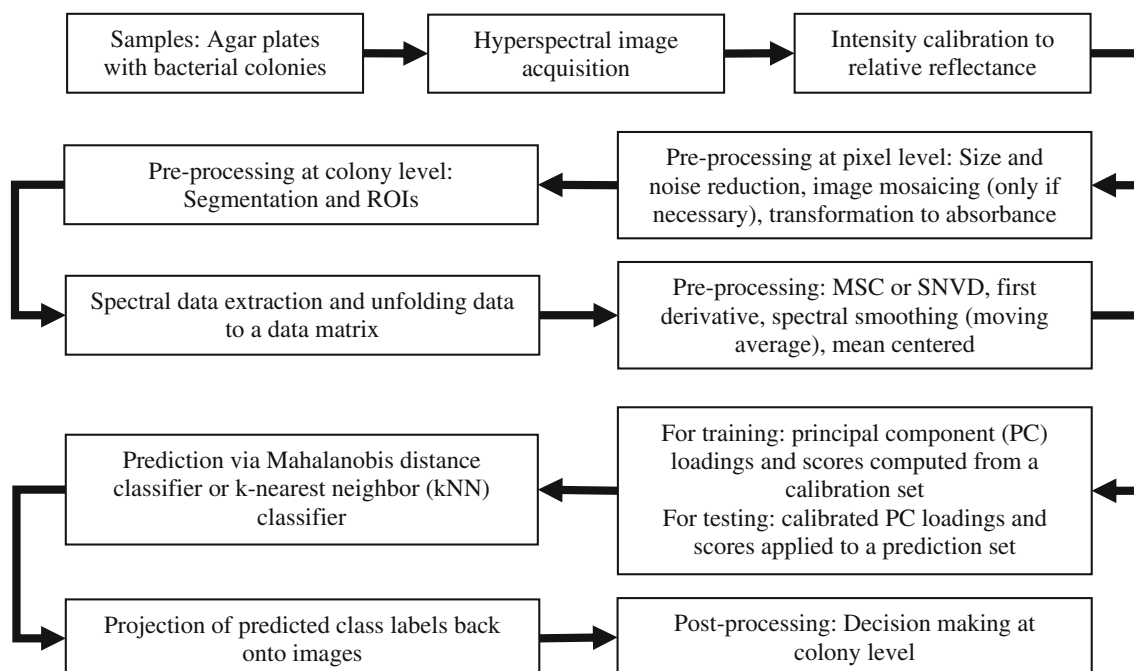 Samples: Agar plates
with bacterial colonies
Hyperspectral image
acquisition
Intensity calibration to
relative reflectance
Pre-processing at pixel level: Size and
noise reduction, image mosaicing (only if
necessary), transformation to absorbance
Pre-processing at colony level:
Segmentation and ROIs
Spectral data extraction and unfolding data
to a data matrix
Pre-processing: MSC or SNVD, first
derivative, spectral smoothing (moving
average), mean centered
For training: principal component (PC)
loadings and scores computed from a
calibration set
For testing: calibrated PC loadings and
scores applied to a prediction set
Prediction via Mahalanobis distance
classifier or k-nearest neighbor (kNN)
classifier
Projection of predicted class labels back
onto images
Post-processing: Decision making at
colony level